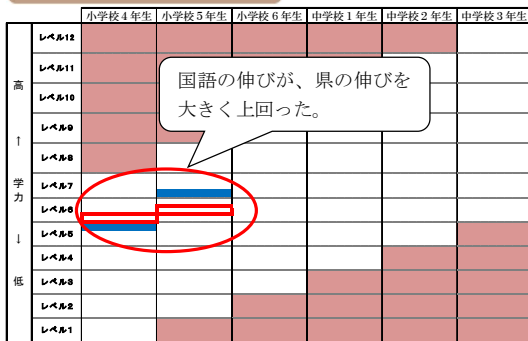 小学校4年生 小学校5年生 小学校6年生 中学校1年生 中学校2年生 中学校3年生
高
↑
学力
↓
低
レベル12
レベル11
レベル10
レベル9
レベル8
レベル7
レベル6
レベル5
レベル4
レベル3
レベル2
レベル1
国語の伸びが、県の伸びを
大きく上回った。